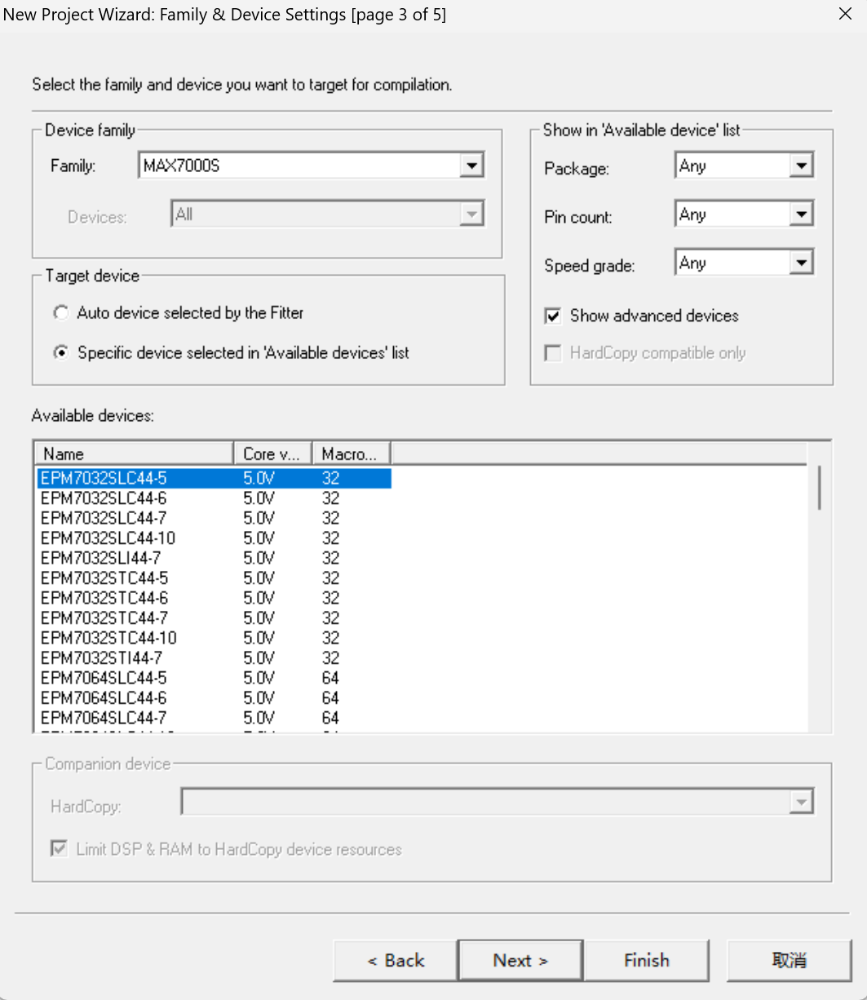 New Project Wizard: Family & Device Settings [page 3 of 5]
Select the family and device you want to target for compilation.
Device family
Family: MAX7000S
Devices: All
Show in 'Available device' list
Package: Any
Pin count: Any
Speed grade: Any
Show advanced devices
HardCopy compatible only
Target device
Auto device selected by the Fitter
Specific device selected in 'Available devices' list
Available devices:
Name Core v... Macro...
EPM7032SLC44-5 5.0V 32
EPM7032SLC44-6 5.0V 32
EPM7032SLC44-7 5.0V 32
EPM7032SLC44-10 5.0V 32
EPM7032SLI44-7 5.0V 32
EPM7032STC44-5 5.0V 32
EPM7032STC44-6 5.0V 32
EPM7032STC44-7 5.0V 32
EPM7032STC44-10 5.0V 32
EPM7032STI44-7 5.0V 32
EPM7064SLC44-5 5.0V 64
EPM7064SLC44-6 5.0V 64
EPM7064SLC44-7 5.0V 64
Companion device
HardCopy:
Limit DSP & RAM to HardCopy device resources
< Back Next > Finish 取消